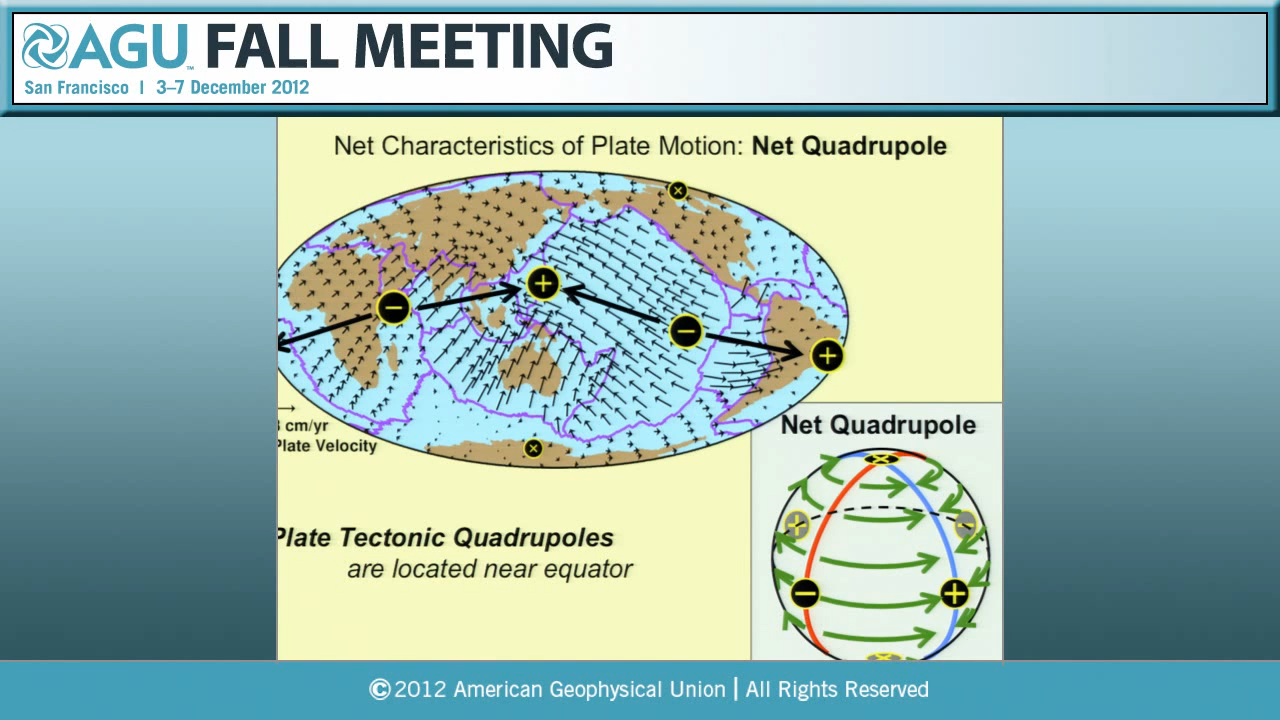 AGU™ FALL MEETING
San Francisco | 3–7 December 2012
Net Characteristics of Plate Motion: Net Quadrupole
cm/yr
Plate Velocity
Plate Tectonic Quadrupoles
are located near equator
Net Quadrupole
©2012 American Geophysical Union | All Rights Reserved